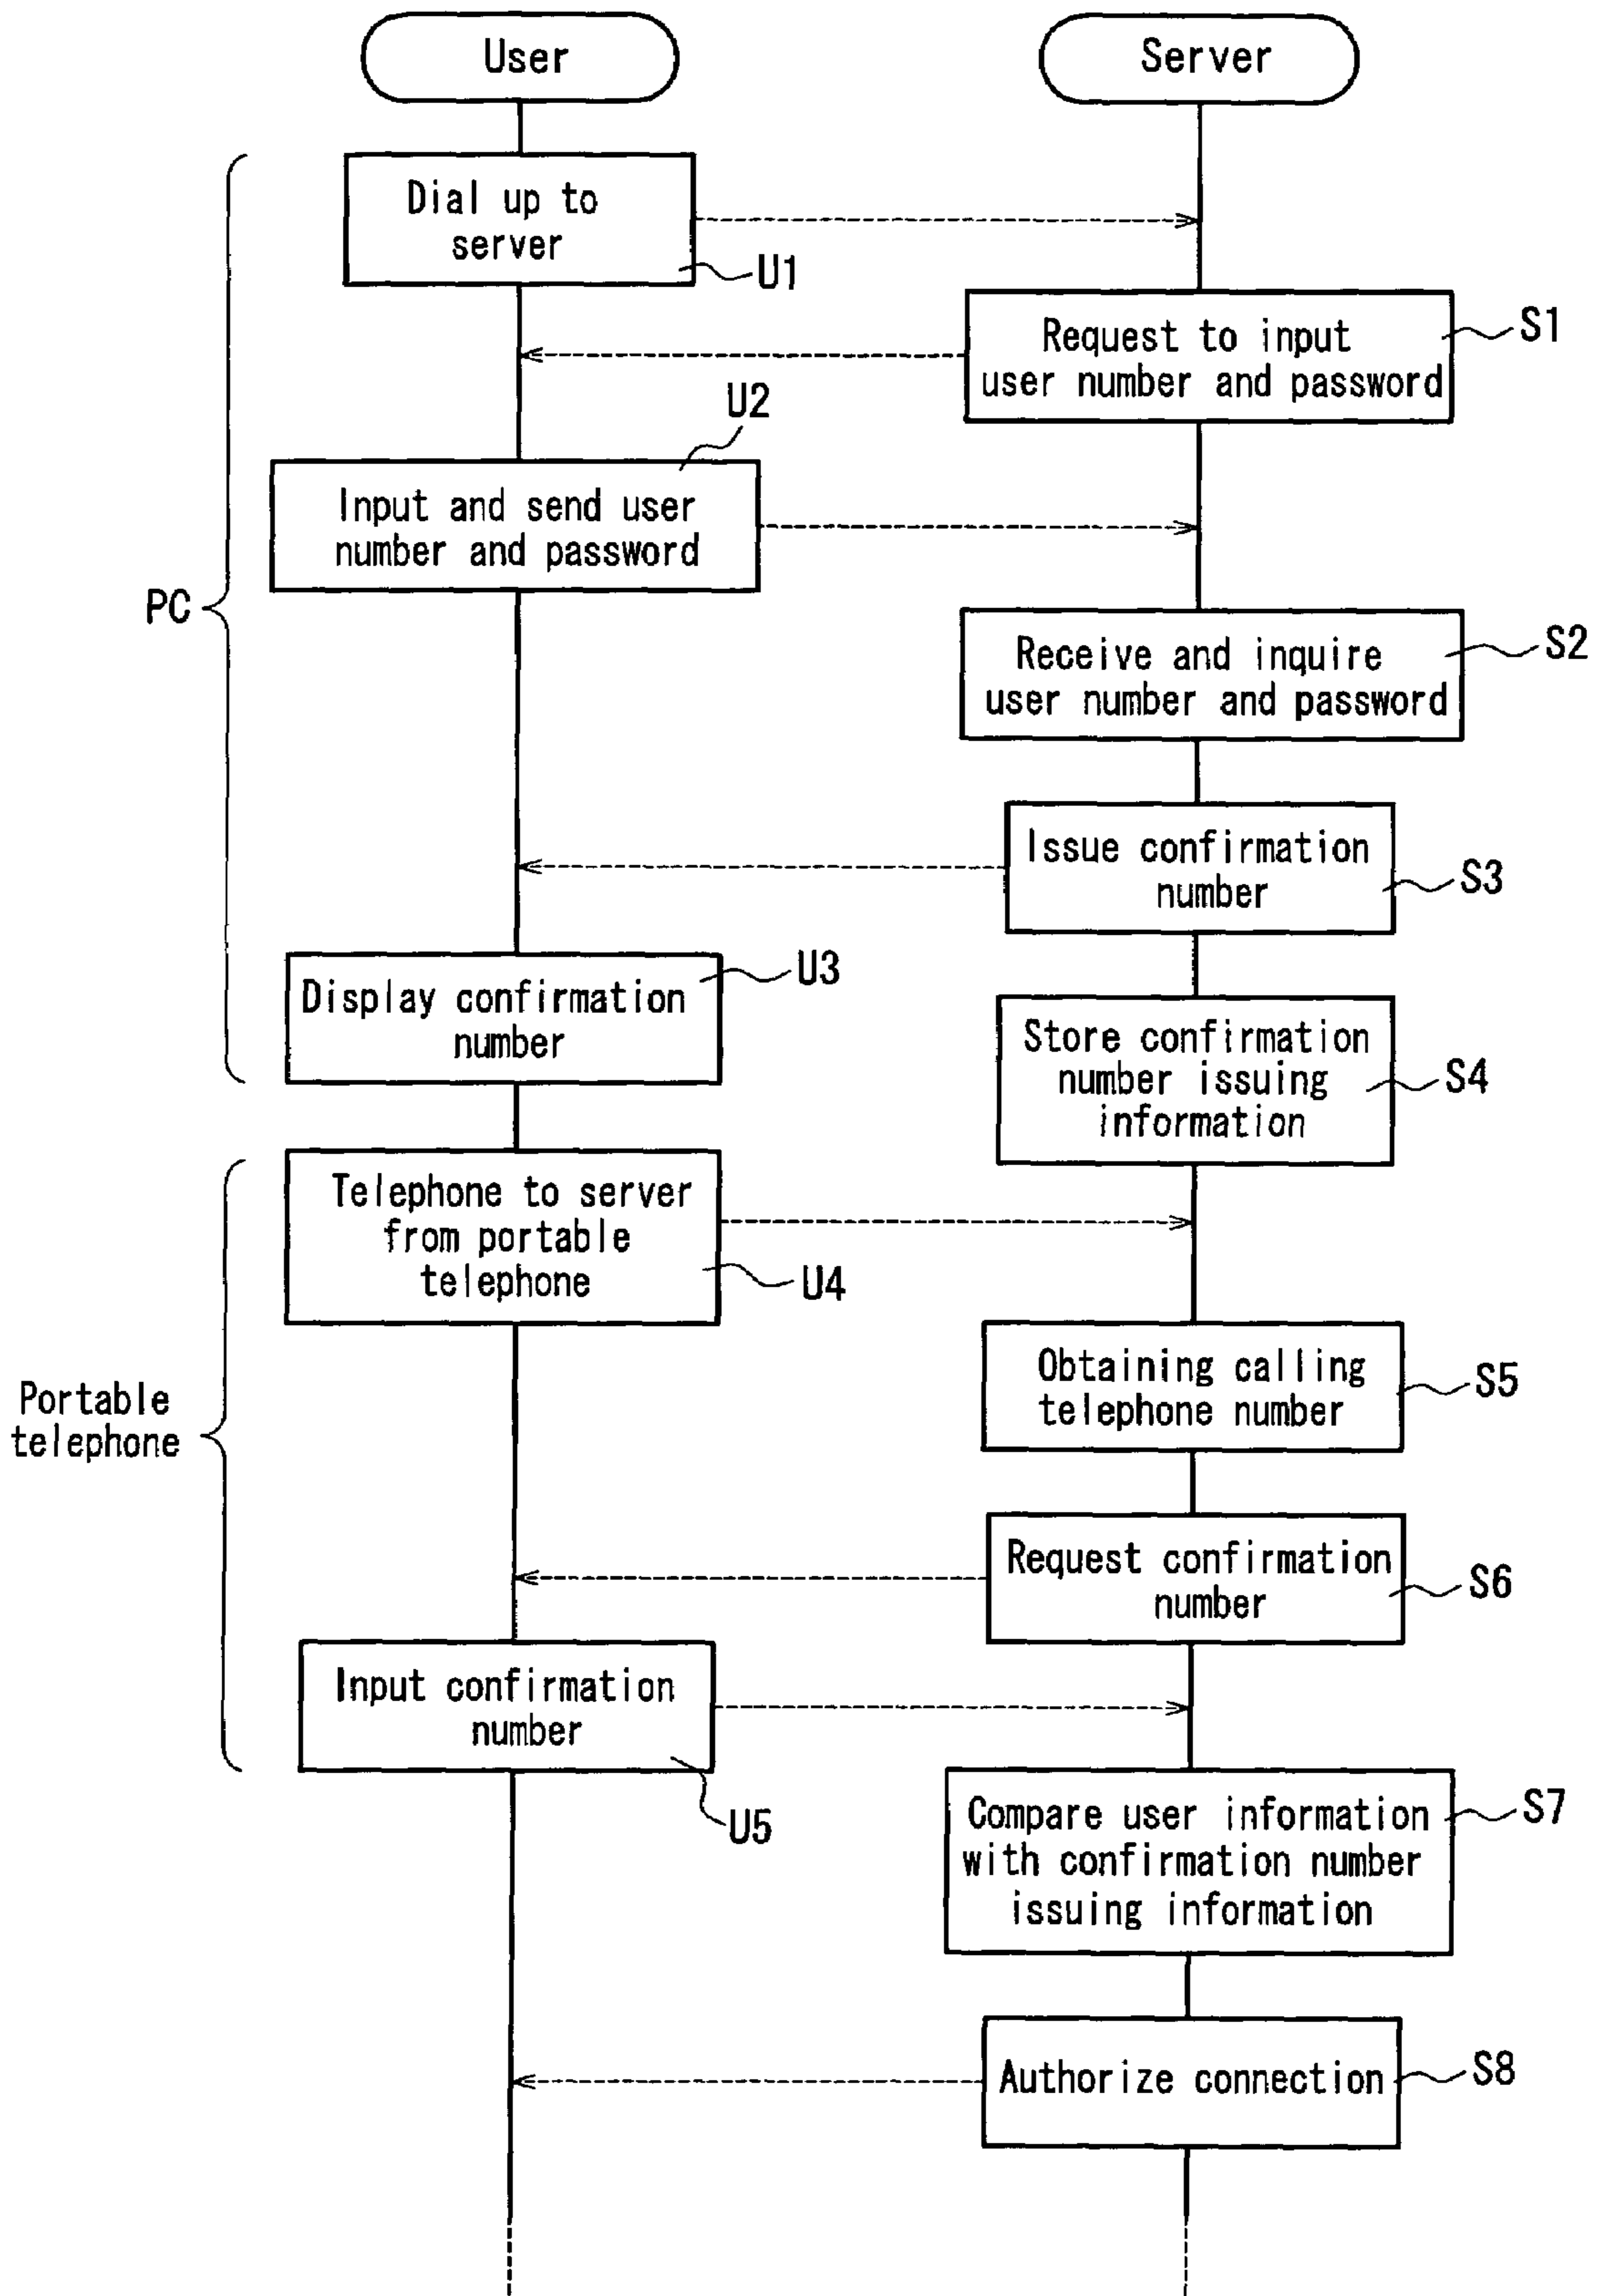 User
Server
Dial up to
server
U1
Request to input
user number and password
S1
U2
Input and send user
number and password
PC
Receive and inquire
user number and password
S2
Issue confirmation
number
S3
Display confirmation
number
U3
Store confirmation
number issuing
information
S4
Telephone to server
from portable
telephone
U4
Obtaining calling
telephone number
S5
Portable
telephone
Request confirmation
number
S6
Input confirmation
number
U5
Compare user information
with confirmation number
issuing information
S7
Authorize connection
S8